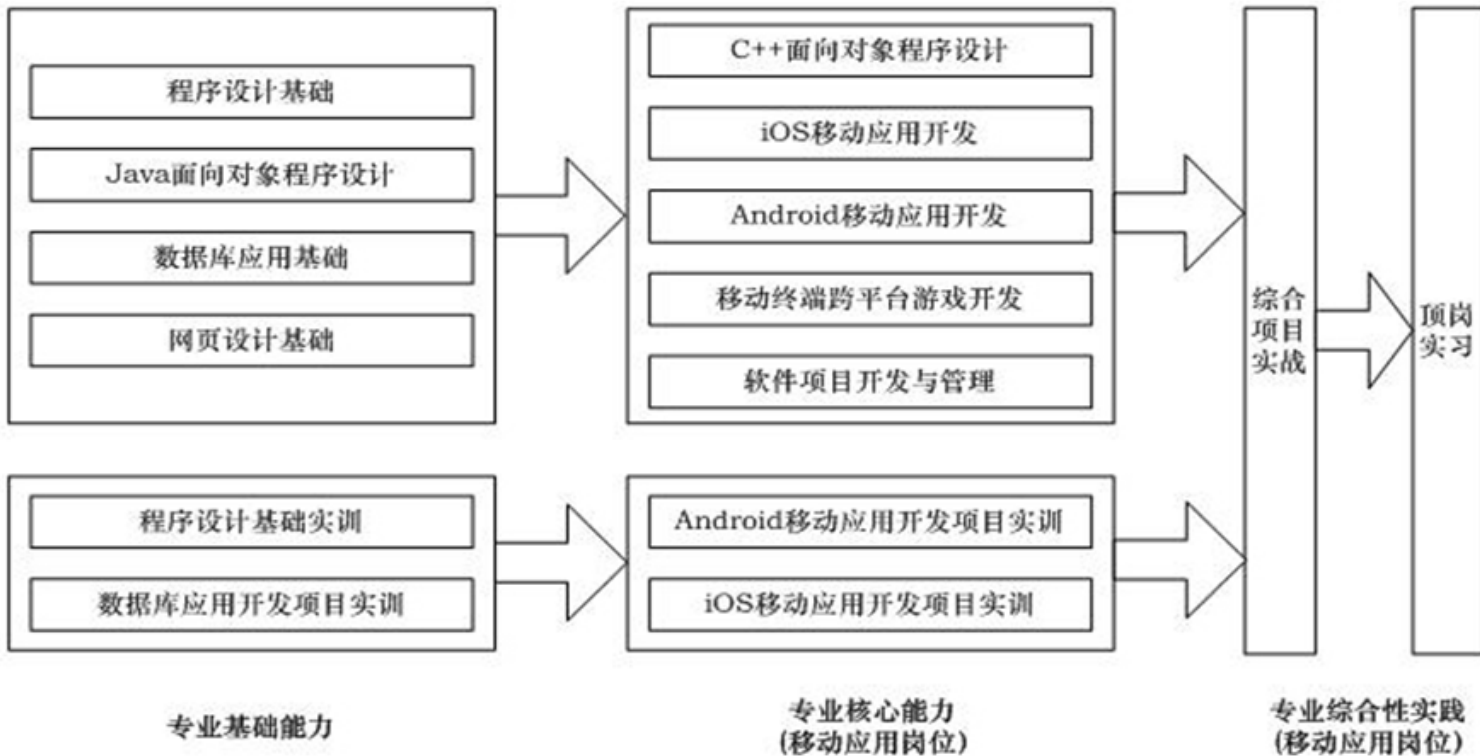 程序设计基础
Java面向对象程序设计
数据库应用基础
网页设计基础
C++面向对象程序设计
iOS移动应用开发
Android移动应用开发
移动终端跨平台游戏开发
软件项目开发与管理
程序设计基础实训
数据库应用开发项目实训
Android移动应用开发项目实训
iOS移动应用开发项目实训
综合
项目
实战
顶岗
实习
专业基础能力
专业核心能力
(移动应用岗位)
专业综合性实践
(移动应用岗位)